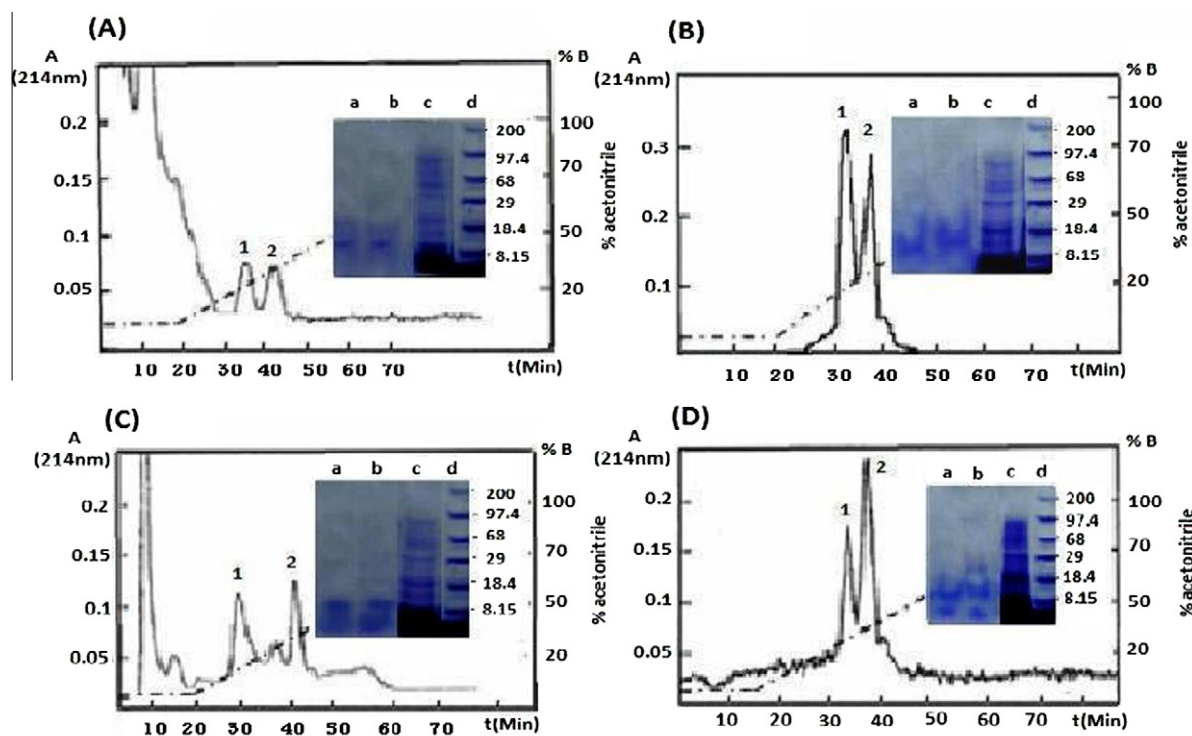 (A)
A
(214nm)
% B
0.2
0.15
0.1
0.05
100
70
50
20
% acetonitrile
a b c d
200
97.4
68
29
18.4
8.15
1 2
10 20 30 40 50 60 70
t(Min)
(B)
A
(214nm)
% B
0.3
0.2
0.1
100
70
50
20
% acetonitrile
a b c d
200
97.4
68
29
18.4
8.15
1 2
10 20 30 40 50 60 70
t(Min)
(C)
A
(214nm)
% B
0.2
0.15
0.1
0.05
100
70
50
20
% acetonitrile
a b c d
200
97.4
68
29
18.4
8.15
1 2
10 20 30 40 50 60 70
t(Min)
(D)
A
(214nm)
% B
0.2
0.15
0.1
0.05
100
70
50
20
% acetonitrile
a b c d
200
97.4
68
29
18.4
8.15
1 2
10 20 30 40 50 60 70
t(Min)